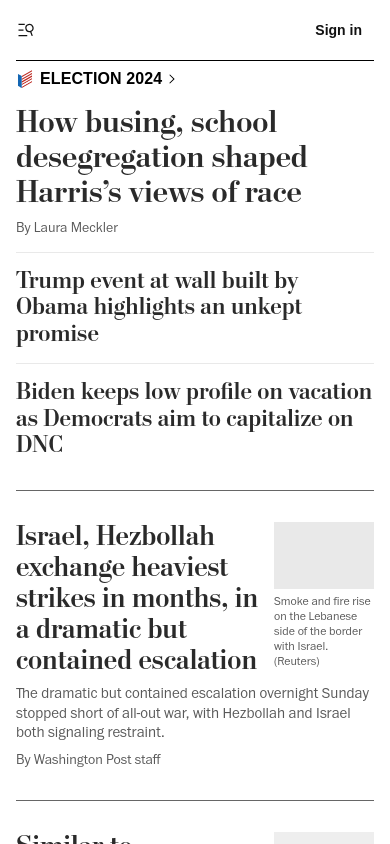 Sign in
ELECTION 2024
How busing, school
desegregation shaped
Harris’s views of race
By Laura Meckler
Trump event at wall built by
Obama highlights an unkept
promise
Biden keeps low profile on vacation
as Democrats aim to capitalize on
DNC
Israel, Hezbollah
exchange heaviest
strikes in months, in
a dramatic but
contained escalation
Smoke and fire rise
on the Lebanese
side of the border
with Israel.
(Reuters)
The dramatic but contained escalation overnight Sunday
stopped short of all-out war, with Hezbollah and Israel
both signaling restraint.
By Washington Post staff
Similar to